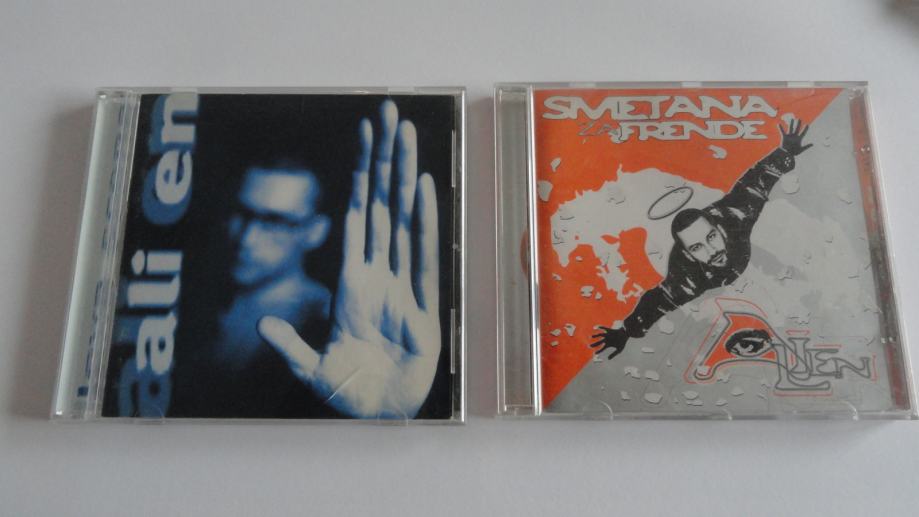 ali en
SMETANA
ZA FRENDE
ALIEN